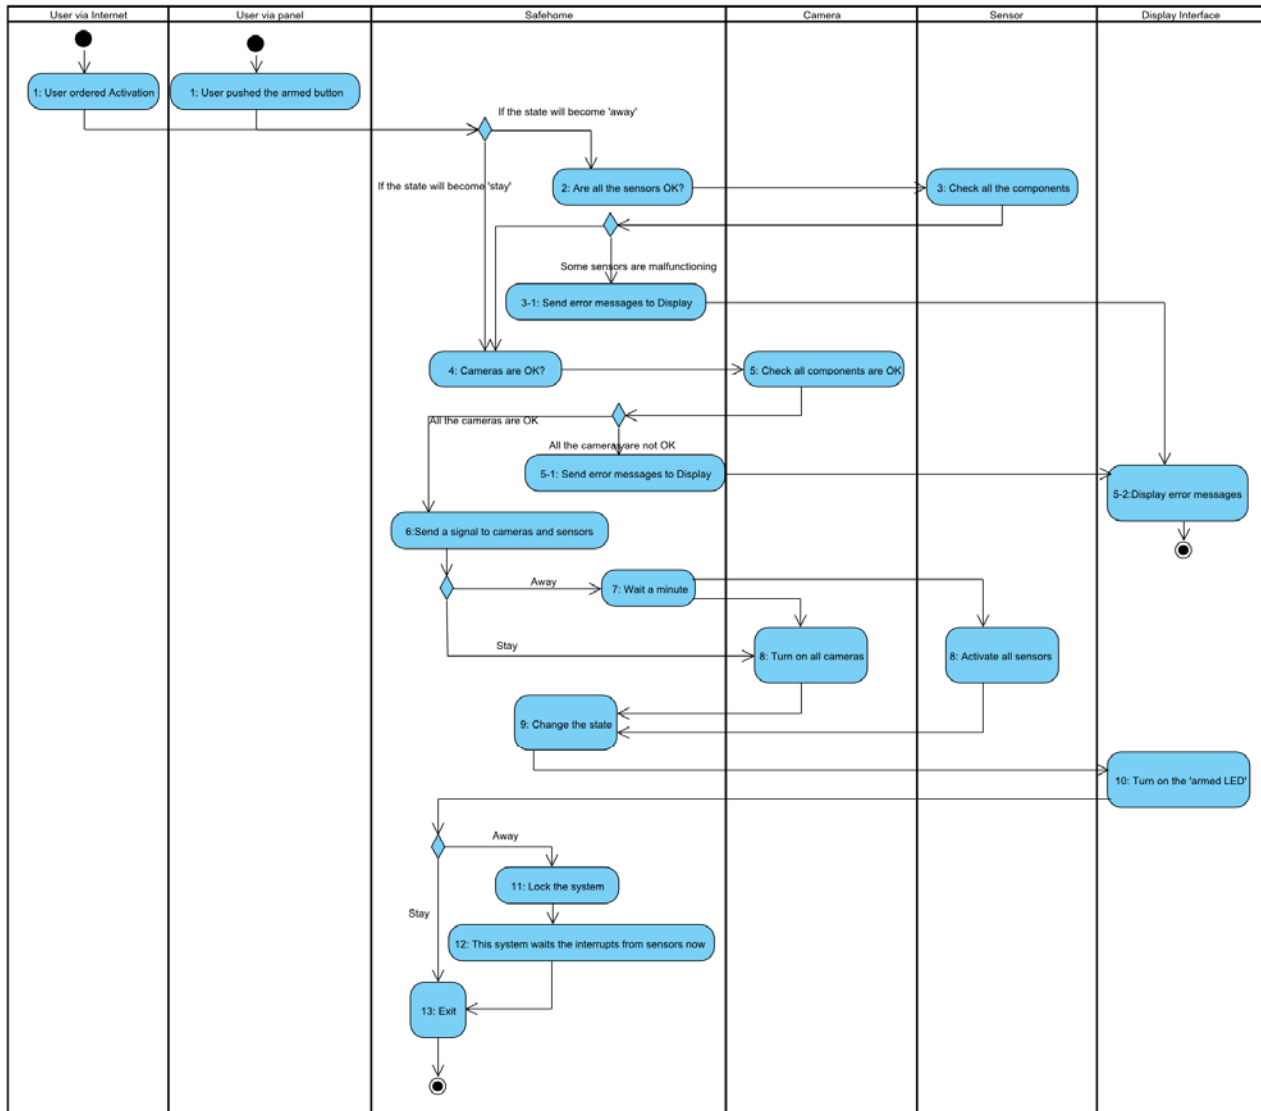 User via Internet
User via panel
Safehome
Camera
Sensor
Display Interface
1: User ordered Activation
1: User pushed the armed button
If the state will become 'away'
If the state will become 'stay'
2: Are all the sensors OK?
3: Check all the components
Some sensors are malfunctioning
3-1: Send error messages to Display
4: Cameras are OK?
5: Check all components are OK
All the cameras are OK
All the cameras are not OK
5-1: Send error messages to Display
5-2:Display error messages
6:Send a signal to cameras and sensors
Away
7: Wait a minute
Stay
8: Turn on all cameras
8: Activate all sensors
9: Change the state
10: Turn on the 'armed LED'
Away
11: Lock the system
Stay
12: This system waits the interrupts from sensors now
13: Exit